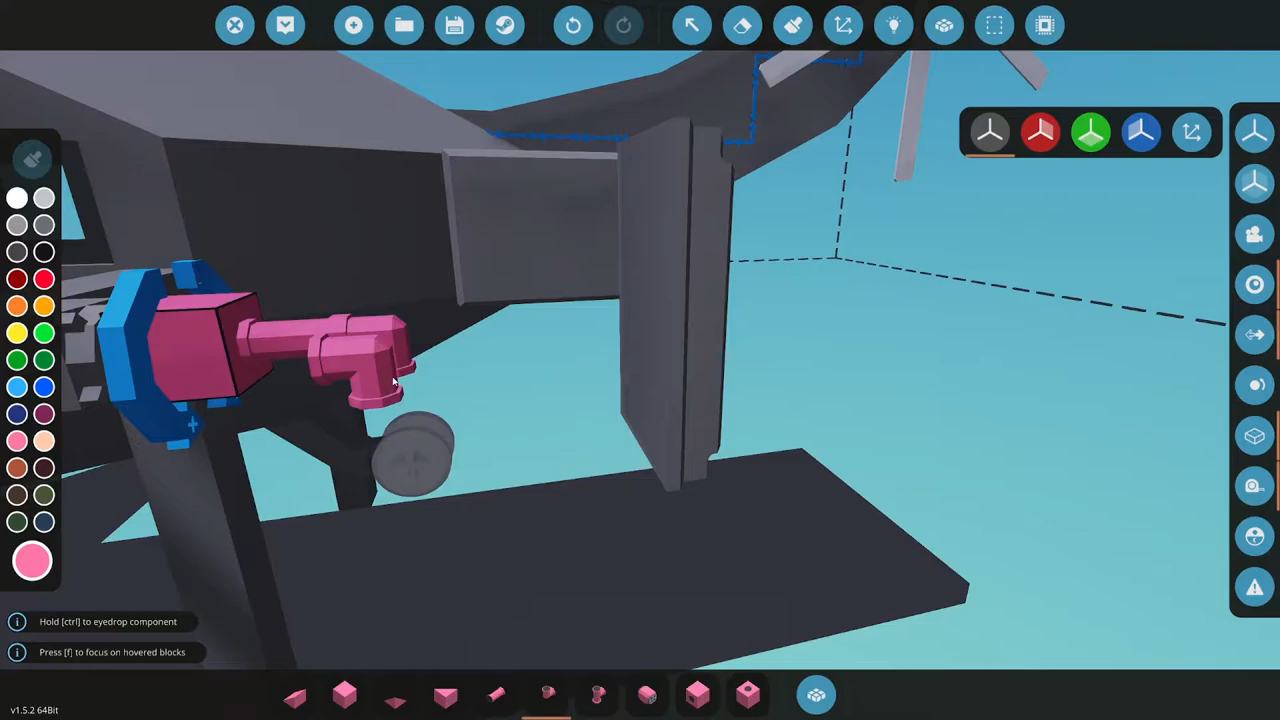 Hold [ctrl] to eyedrop component
Press [f] to focus on hovered blocks
v1.5.2 64Bit